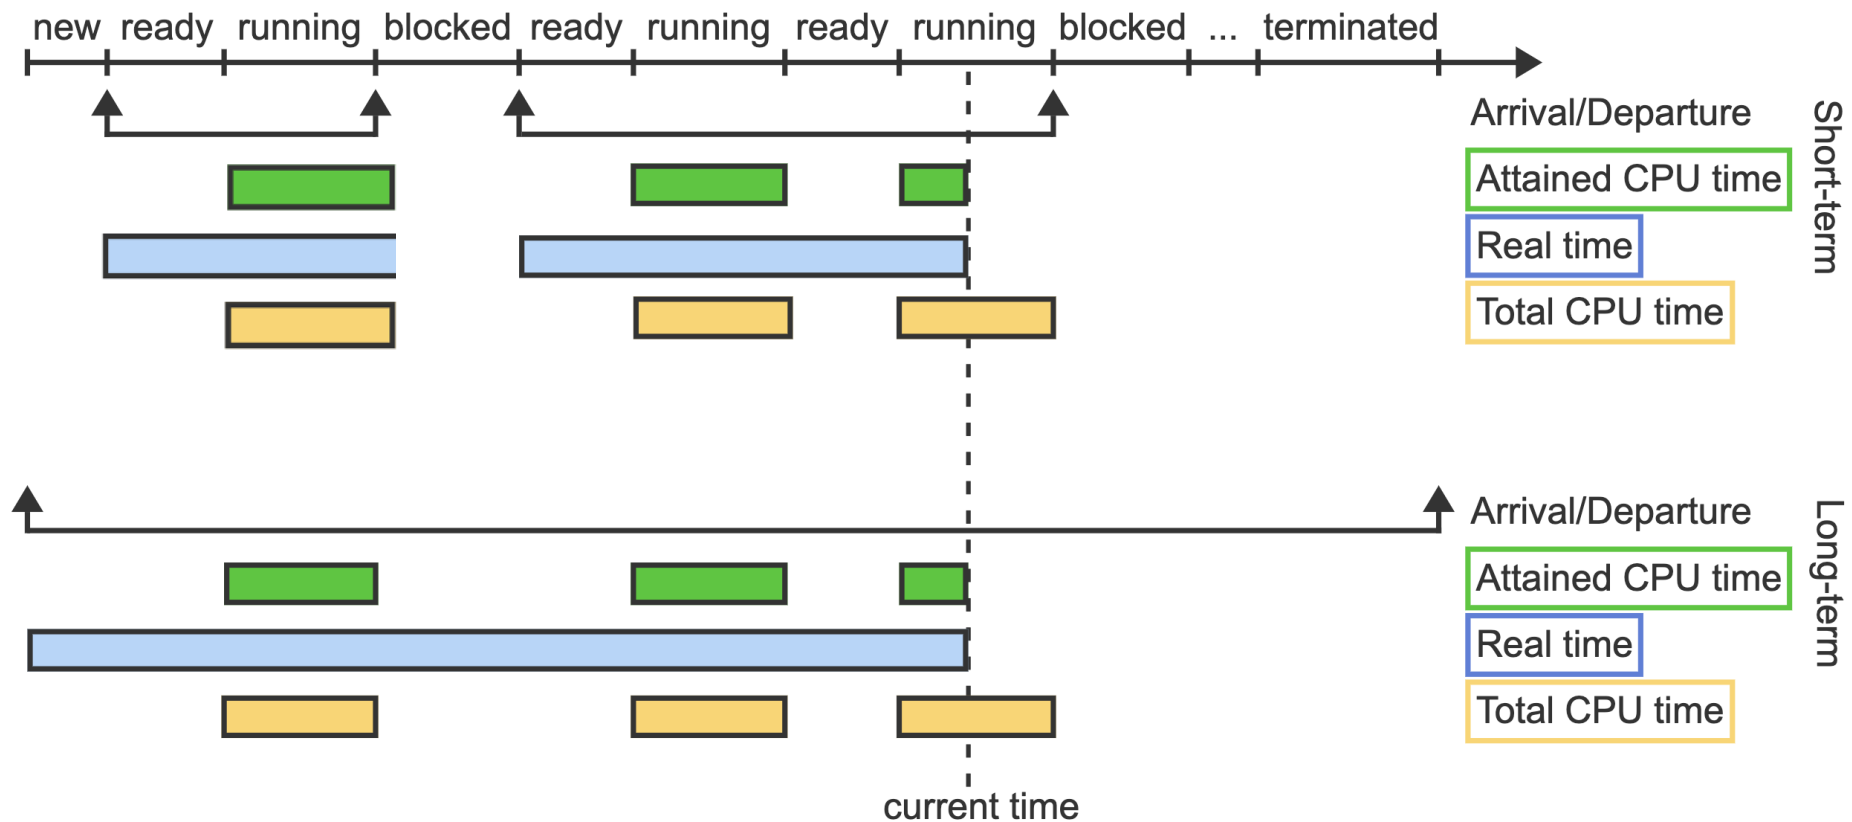 new ready running blocked ready running ready running blocked ... terminated
Arrival/Departure
Attained CPU time
Real time
Total CPU time
Short-term
Arrival/Departure
Attained CPU time
Real time
Total CPU time
Long-term
current time